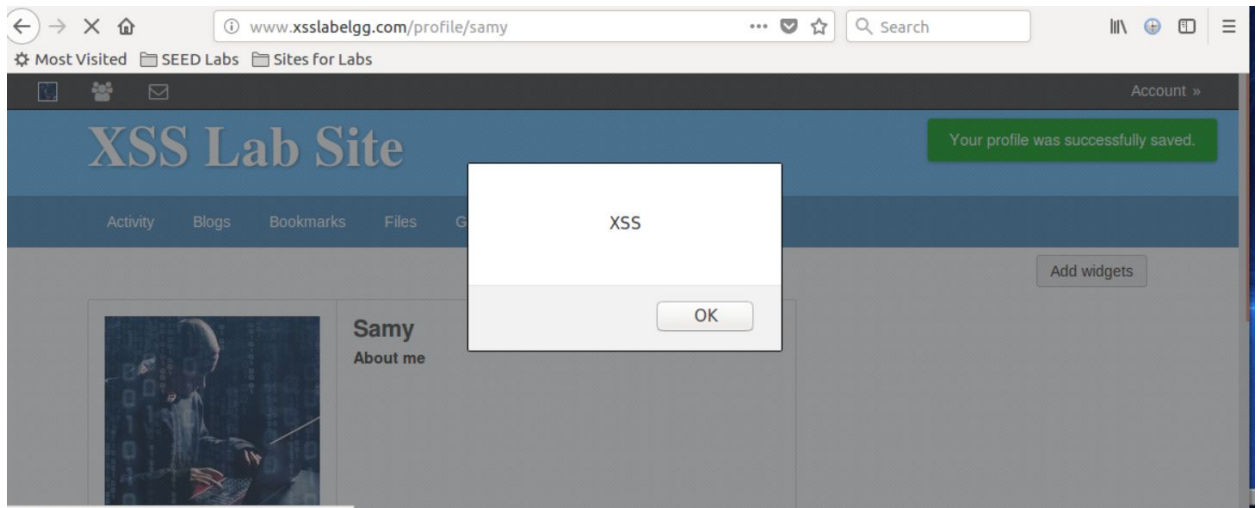 www.xsslabelgg.com/profile/samy
Search
Most Visited SEED Labs Sites for Labs
Account »
XSS Lab Site
Your profile was successfully saved.
Activity Blogs Bookmarks Files G
XSS
OK
Add widgets
Samy
About me